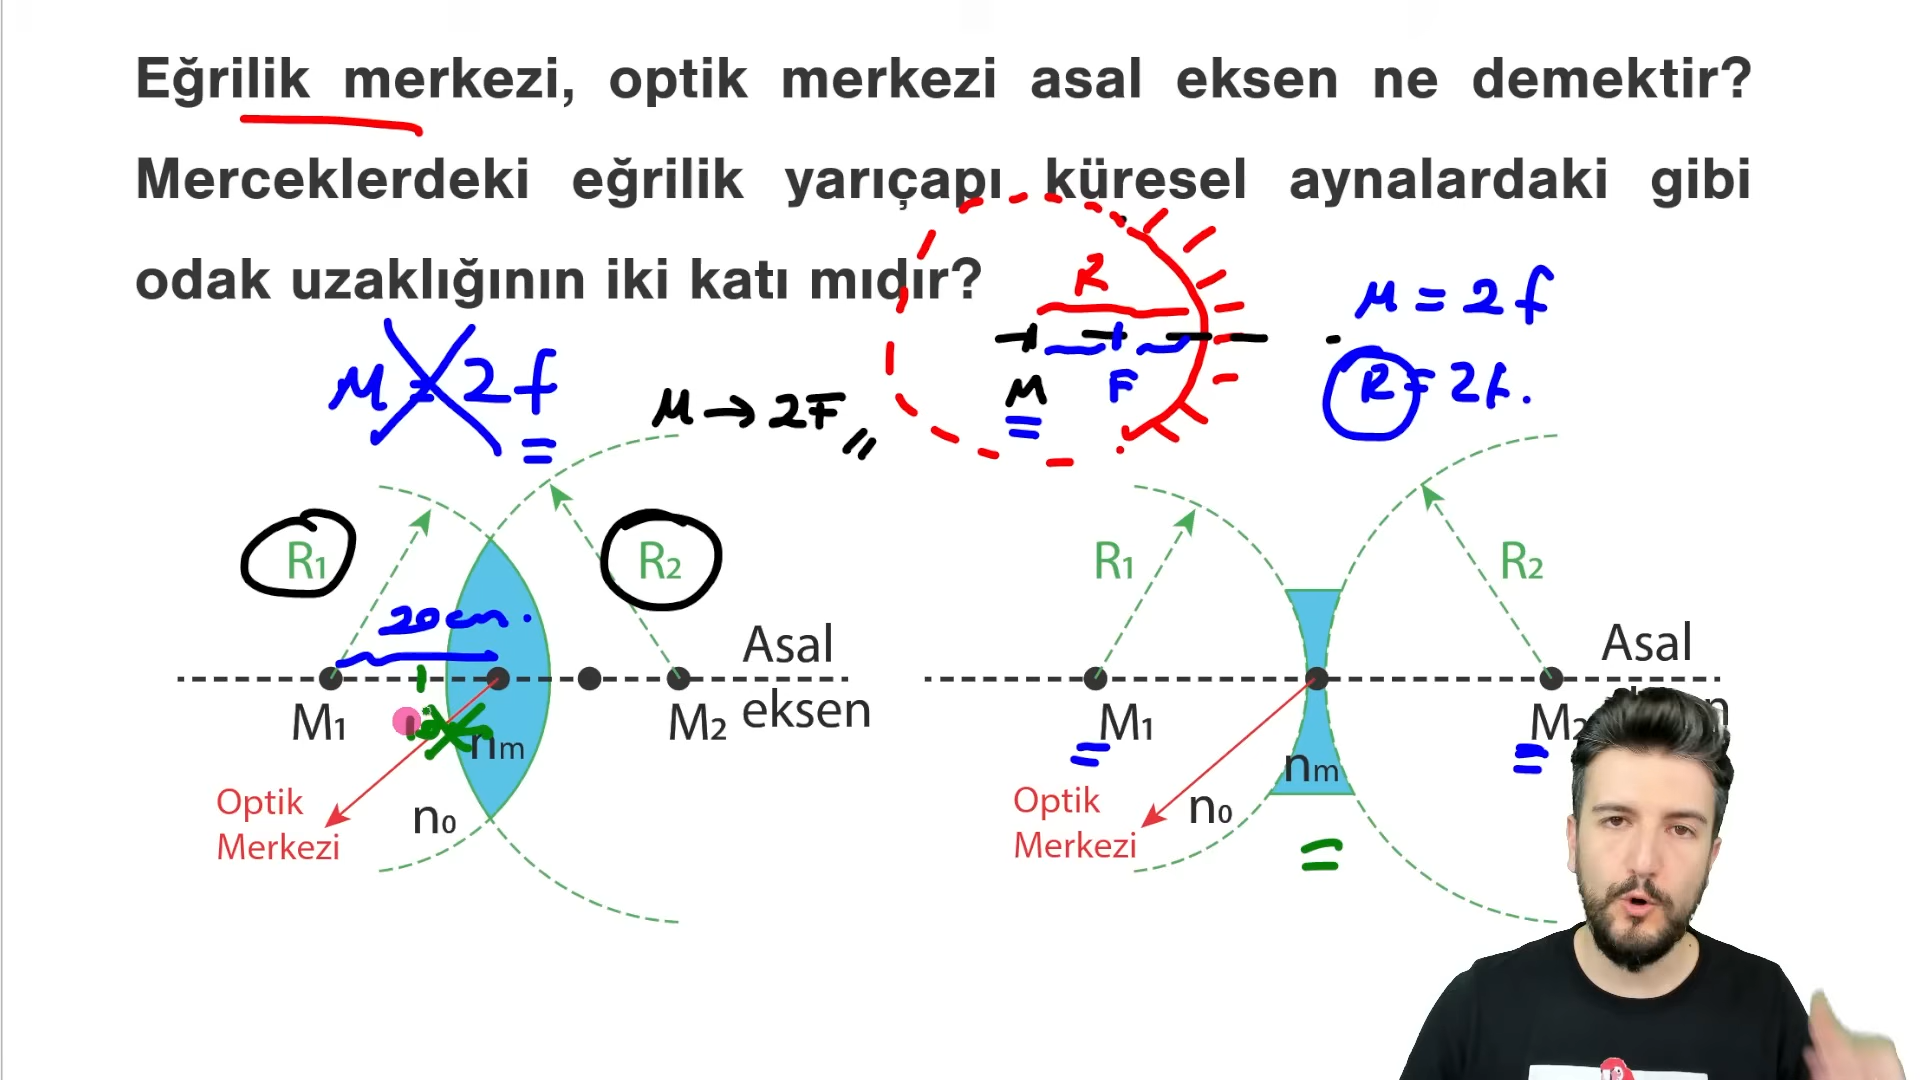 Eğrilik merkezi, optik merkezi asal eksen ne demektir?
Merceklerdeki eğrilik yarıçapı küresel aynalardaki gibi
odak uzaklığının iki katı mıdır?
R
M = 2f
M = 2f
M → 2F
M
F
R = 2f.
R1
R2
20 cm.
Asal
eksen
M1
M2
nm
Optik
Merkezi
n0
R1
R2
Asal
M1
M2
nm
Optik
Merkezi
n0